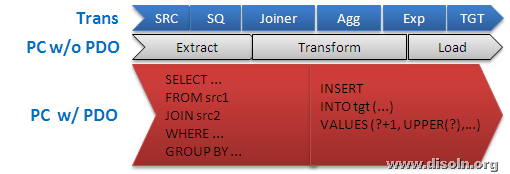 Trans SRC SQ Joiner Agg Exp TGT
PC w/o PDO Extract Transform Load
PC w/ PDO
SELECT ...
FROM src1
JOIN src2
WHERE ...
GROUP BY ...
INSERT
INTO tgt (...)
VALUES (?+1, UPPER(?),...)
www.disoln.org